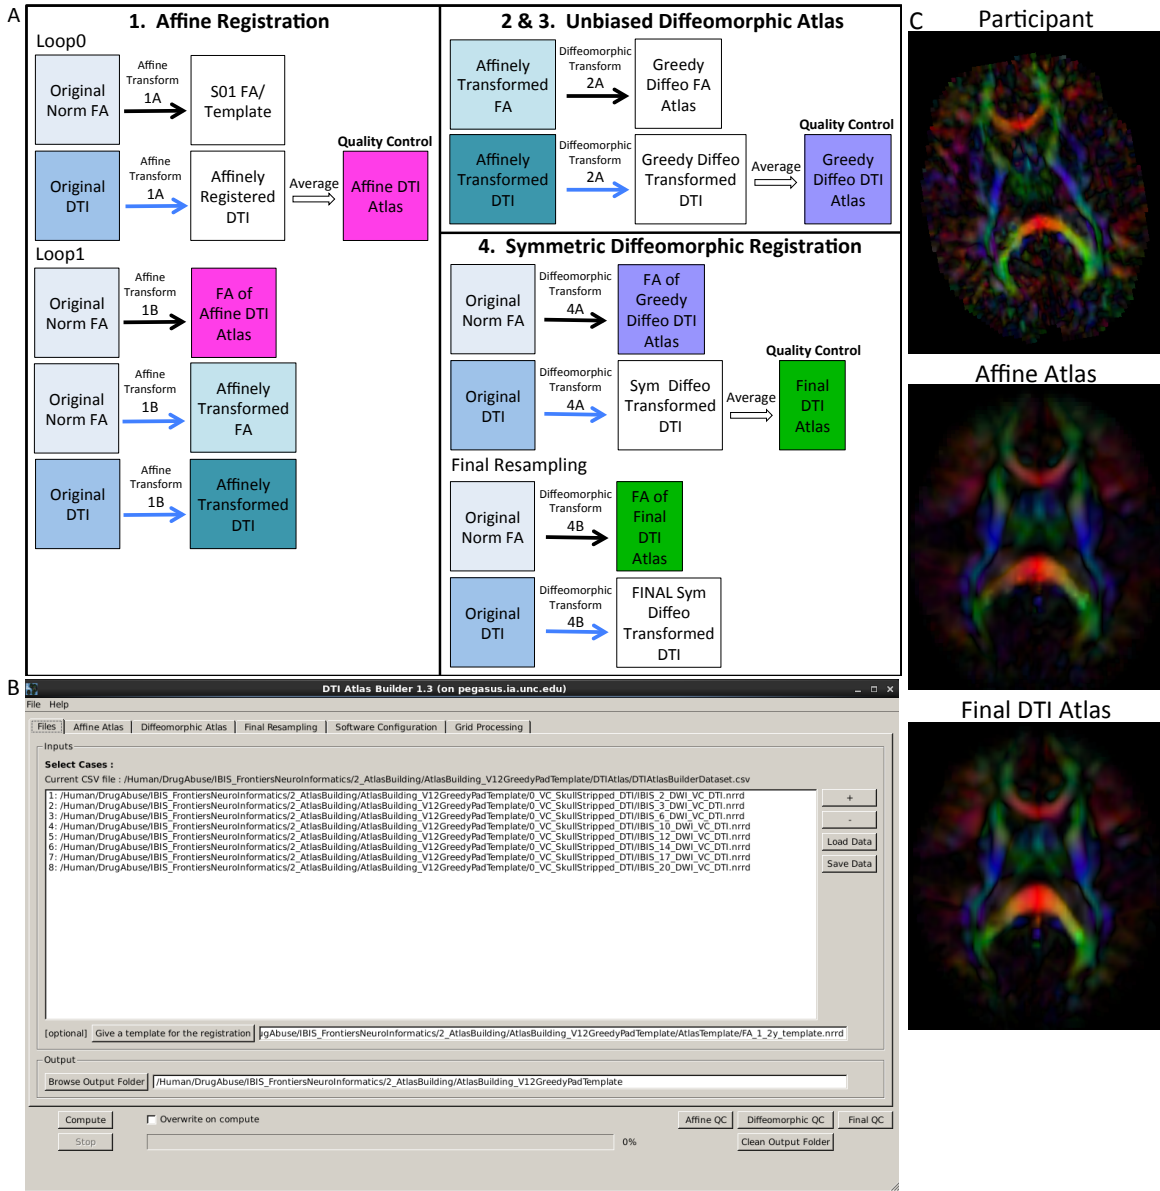 A
1. Affine Registration
Loop0
Original
Norm FA
Affine
Transform
1A
S01 FA/
Template
Original
DTI
Affine
Transform
1A
Affinely
Registered
DTI
Average
Quality Control
Affine DTI
Atlas
Loop1
Original
Norm FA
Affine
Transform
1B
FA of
Affine DTI
Atlas
Original
Norm FA
Affine
Transform
1B
Affinely
Transformed
FA
Original
DTI
Affine
Transform
1B
Affinely
Transformed
DTI
2 & 3. Unbiased Diffeomorphic Atlas
Affinely
Transformed
FA
Diffeomorphic
Transform
2A
Greedy
Diffeo FA
Atlas
Affinely
Transformed
DTI
Diffeomorphic
Transform
2A
Greedy Diffeo
Transformed
DTI
Average
Quality Control
Greedy
Diffeo DTI
Atlas
4. Symmetric Diffeomorphic Registration
Original
Norm FA
Diffeomorphic
Transform
4A
FA of
Greedy
Diffeo DTI
Atlas
Original
DTI
Diffeomorphic
Transform
4A
Sym Diffeo
Transformed
DTI
Average
Quality Control
Final
DTI
Atlas
Final Resampling
Original
Norm FA
Diffeomorphic
Transform
4B
FA of
Final
DTI
Atlas
Original
DTI
Diffeomorphic
Transform
4B
FINAL Sym
Diffeo
Transformed
DTI
B
DTI Atlas Builder 1.3 (on pegasus.ia.unc.edu)
File Help
Files Affine Atlas Diffeomorphic Atlas Final Resampling Software Configuration Grid Processing
Inputs
Select Cases :
Current CSV file : /Human/DrugAbuse/IBIS_FrontiersNeuroInformatics/2_AtlasBuilding/AtlasBuilding_V12GreedyPadTemplate/DTIAtlas/DTIAtlasBuilderDataset.csv
1: /Human/DrugAbuse/IBIS_FrontiersNeuroInformatics/2_AtlasBuilding/AtlasBuilding_V12GreedyPadTemplate/0_VC_SkullStripped_DTI/IBIS_2_DWI_VC_DTI.nrrd
2: /Human/DrugAbuse/IBIS_FrontiersNeuroInformatics/2_AtlasBuilding/AtlasBuilding_V12GreedyPadTemplate/0_VC_SkullStripped_DTI/IBIS_3_DWI_VC_DTI.nrrd
3: /Human/DrugAbuse/IBIS_FrontiersNeuroInformatics/2_AtlasBuilding/AtlasBuilding_V12GreedyPadTemplate/0_VC_SkullStripped_DTI/IBIS_6_DWI_VC_DTI.nrrd
4: /Human/DrugAbuse/IBIS_FrontiersNeuroInformatics/2_AtlasBuilding/AtlasBuilding_V12GreedyPadTemplate/0_VC_SkullStripped_DTI/IBIS_10_DWI_VC_DTI.nrrd
5: /Human/DrugAbuse/IBIS_FrontiersNeuroInformatics/2_AtlasBuilding/AtlasBuilding_V12GreedyPadTemplate/0_VC_SkullStripped_DTI/IBIS_12_DWI_VC_DTI.nrrd
6: /Human/DrugAbuse/IBIS_FrontiersNeuroInformatics/2_AtlasBuilding/AtlasBuilding_V12GreedyPadTemplate/0_VC_SkullStripped_DTI/IBIS_14_DWI_VC_DTI.nrrd
7: /Human/DrugAbuse/IBIS_FrontiersNeuroInformatics/2_AtlasBuilding/AtlasBuilding_V12GreedyPadTemplate/0_VC_SkullStripped_DTI/IBIS_17_DWI_VC_DTI.nrrd
8: /Human/DrugAbuse/IBIS_FrontiersNeuroInformatics/2_AtlasBuilding/AtlasBuilding_V12GreedyPadTemplate/0_VC_SkullStripped_DTI/IBIS_20_DWI_VC_DTI.nrrd
+
-
Load Data
Save Data
[optional] Give a template for the registration ugAbuse/IBIS_FrontiersNeuroInformatics/2_AtlasBuilding/AtlasBuilding_V12GreedyPadTemplate/AtlasTemplate/FA_1_2y_template.nrrd
Output
Browse Output Folder /Human/DrugAbuse/IBIS_FrontiersNeuroInformatics/2_AtlasBuilding/AtlasBuilding_V12GreedyPadTemplate
Compute Overwrite on compute Affine QC Diffeomorphic QC Final QC
Stop 0% Clean Output Folder
C
Participant
Affine Atlas
Final DTI Atlas